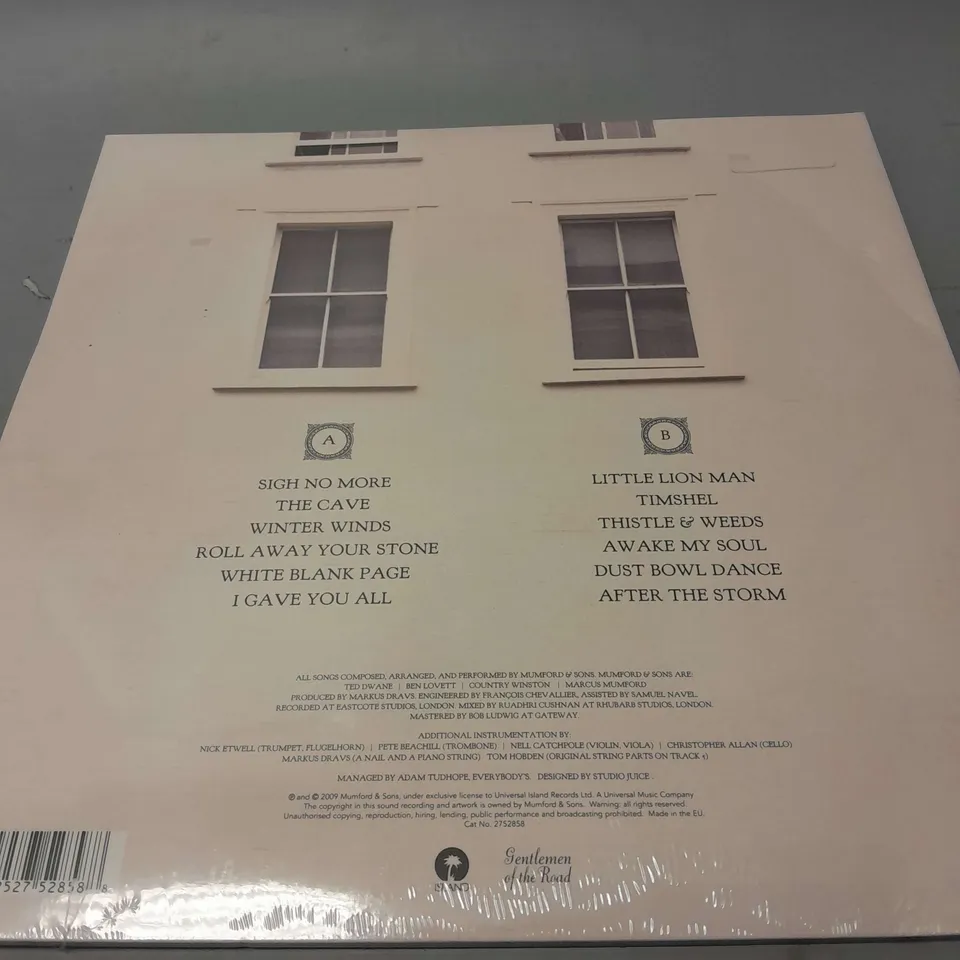 A
SIGH NO MORE
THE CAVE
WINTER WINDS
ROLL AWAY YOUR STONE
WHITE BLANK PAGE
I GAVE YOU ALL
B
LITTLE LION MAN
TIMSHEL
THISTLE & WEEDS
AWAKE MY SOUL
DUST BOWL DANCE
AFTER THE STORM
ALL SONGS COMPOSED, ARRANGED, AND PERFORMED BY MUMFORD & SONS. MUMFORD & SONS ARE:
TED DWANE | BEN LOVETT | COUNTRY WINSTON | MARCUS MUMFORD
PRODUCED BY MARKUS DRAVS. ENGINEERED BY FRANÇOIS CHEVALLIER, ASSISTED BY SAMUEL NAVEL.
RECORDED AT EASTCOTE STUDIOS, LONDON. MIXED BY RUADHRI CUSHNAN AT RHUBARB STUDIOS, LONDON.
MASTERED BY BOB LUDWIG AT GATEWAY.
ADDITIONAL INSTRUMENTATION BY:
NICK ETWELL (TRUMPET, FLUGELHORN) | PETE BEACHILL (TROMBONE) | NELL CATCHPOLE (VIOLIN, VIOLA) | CHRISTOPHER ALLAN (CELLO)
MARKUS DRAVS (A NAIL AND A PIANO STRING) TOM HOBDEN (ORIGINAL STRING PARTS ON TRACK
MANAGED BY ADAM TUDHOPE, EVERYBODY'S. DESIGNED BY STUDIO JUICE .
℗ and © 2009 Mumford & Sons, under exclusive license to Universal Island Records Ltd. A Universal Music Company
The copyright in this sound recording and artwork is owned by Mumford & Sons. Warning: all rights reserved.
Unauthorised copying, reproduction, hiring, lending, public performance and broadcasting prohibited. Made in the EU.
Cat No. 2752858
527 52858 8
ISLAND
Gentlemen
of the Road